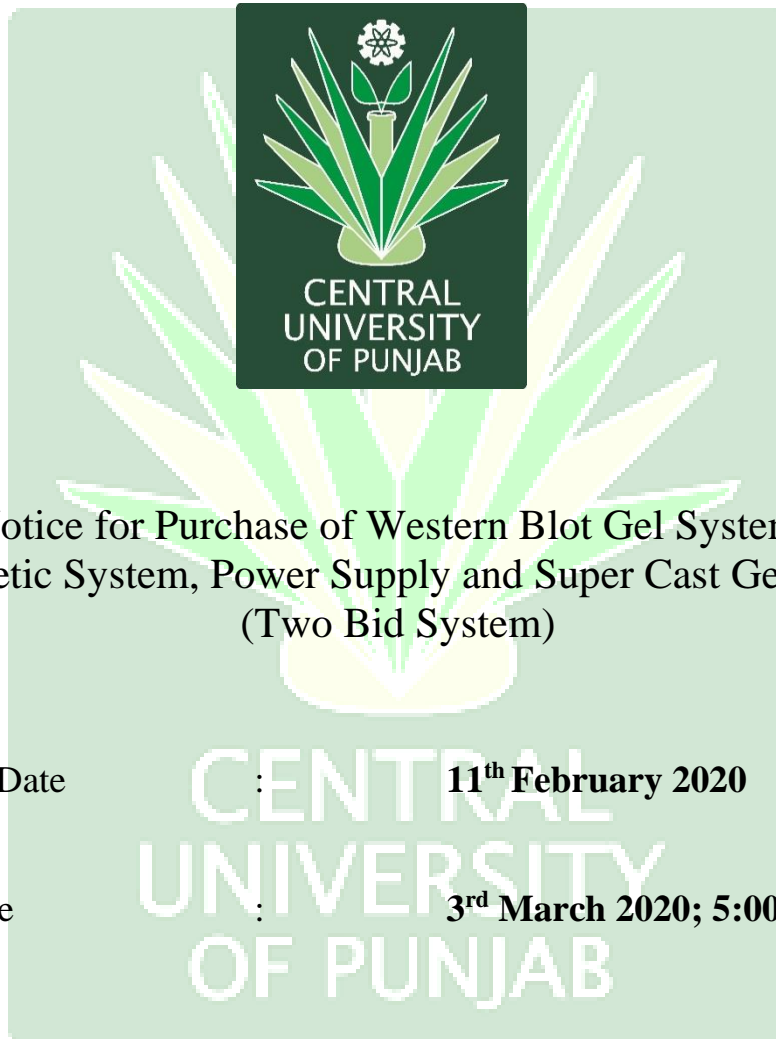 CENTRAL
UNIVERSITY
OF PUNJAB
otice for Purchase of Western Blot Gel System
etic System, Power Supply and Super Cast Ge
(Two Bid System)
Date : 11th February 2020
e : 3rd March 2020; 5:00
CENTRAL
UNIVERSITY
OF PUNJAB